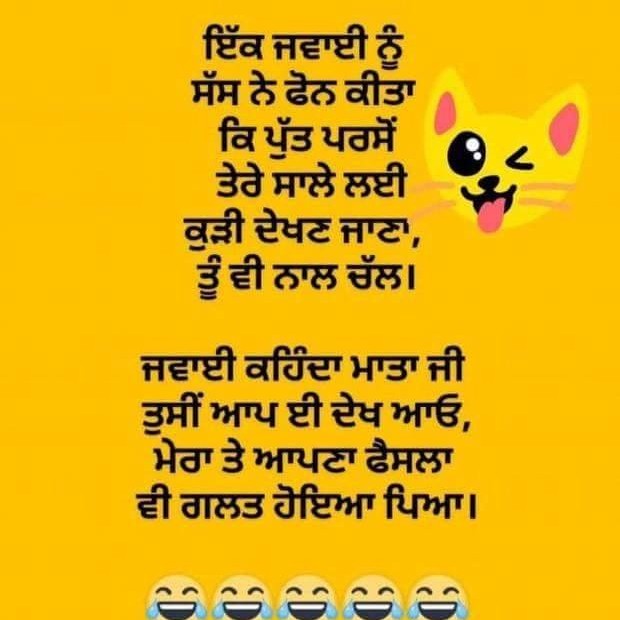 ਇੱਕ ਜਵਾਈ ਨੂੰ
ਸੱਸ ਨੇ ਫੋਨ ਕੀਤਾ
ਕਿ ਪੁੱਤ ਪਰਸੋਂ
ਤੇਰੇ ਸਾਲੇ ਲਈ
ਕੁੜੀ ਦੇਖਣ ਜਾਣਾ,
ਤੂੰ ਵੀ ਨਾਲ ਚੱਲ।
ਜਵਾਈ ਕਹਿੰਦਾ ਮਾਤਾ ਜੀ
ਤੁਸੀਂ ਆਪ ਈ ਦੇਖ ਆਓ,
ਮੇਰਾ ਤੇ ਆਪਣਾ ਫੈਸਲਾ
ਵੀ ਗਲਤ ਹੋਇਆ ਪਿਆ।